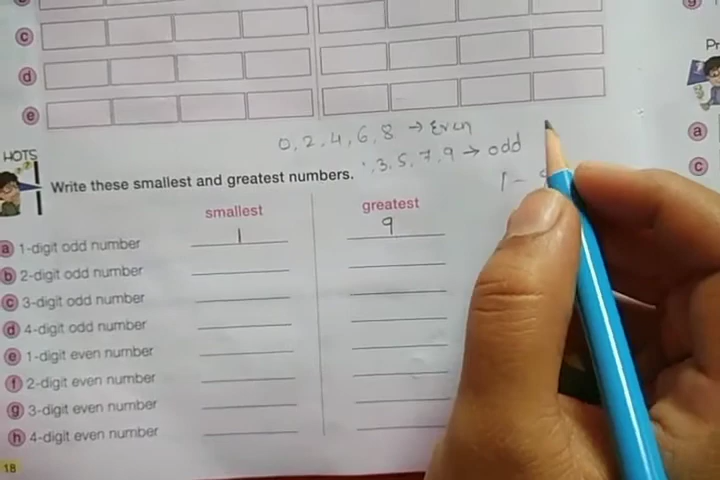 c
d
e
0, 2, 4, 6, 8 → Even
, 3, 5, 7, 9 → odd
HOTS
Write these smallest and greatest numbers.
1 -
smallest greatest
a 1-digit odd number 1 9
b 2-digit odd number
c 3-digit odd number
d 4-digit odd number
e 1-digit even number
f 2-digit even number
g 3-digit even number
h 4-digit even number
18
g
Pr
a
c